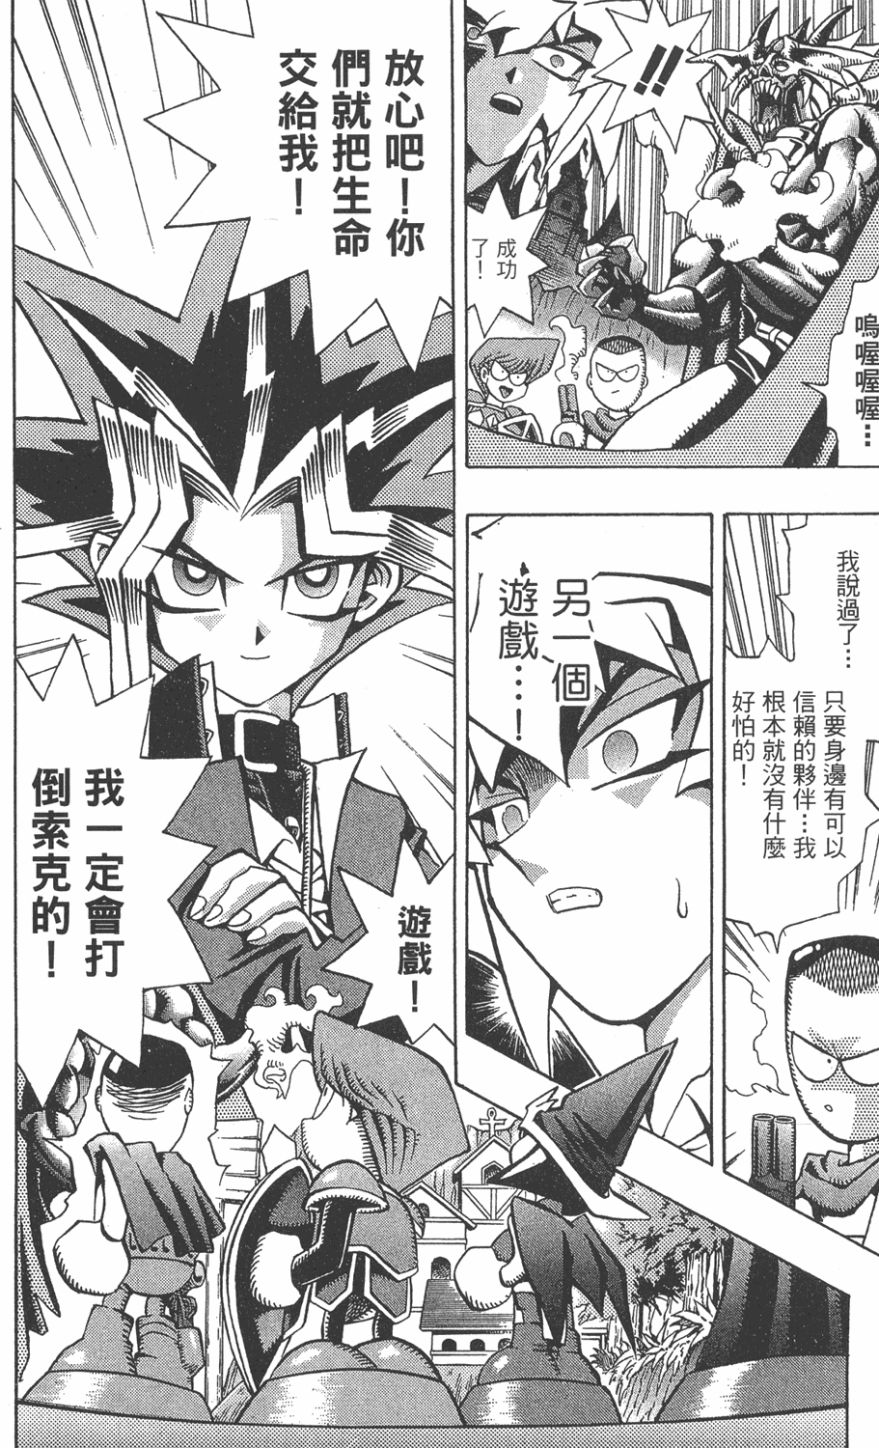 !!
嗚喔喔喔…
成功
了！
我說過了…
只要身邊有可以
信賴的夥伴…我
根本就沒有什麼
好怕的！
另一個
遊戲…！
放心吧！你
們就把生命
交給我！
遊戲！
我一定會打
倒索克的！